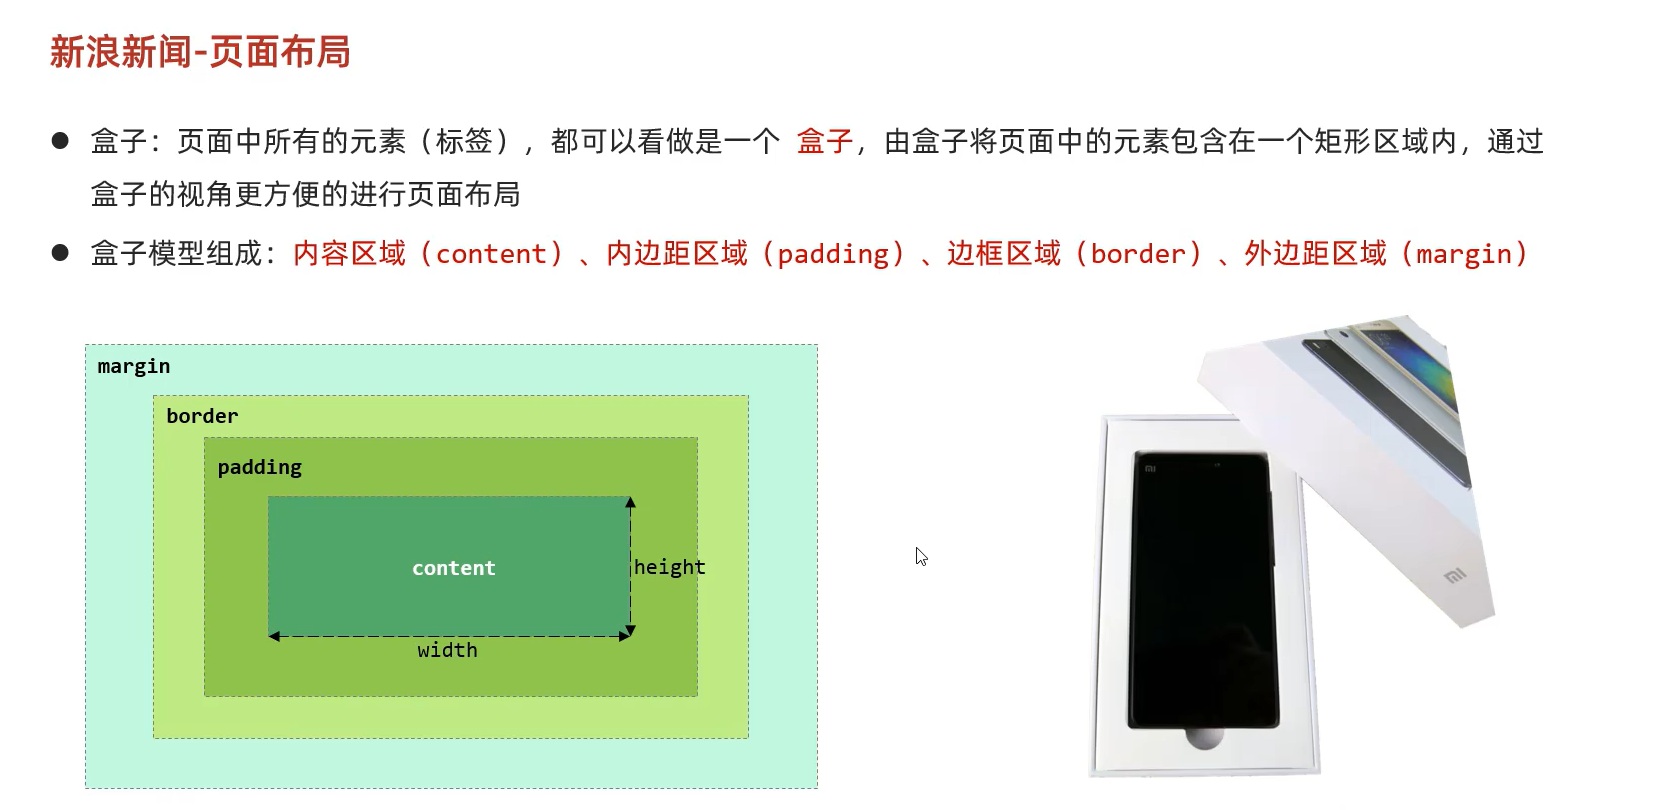 新浪新闻-页面布局
盒子：页面中所有的元素（标签），都可以看做是一个 盒子，由盒子将页面中的元素包含在一个矩形区域内，通过
盒子的视角更方便的进行页面布局
盒子模型组成：内容区域（content）、内边距区域（padding）、边框区域（border）、外边距区域（margin）
margin
border
padding
content
height
width